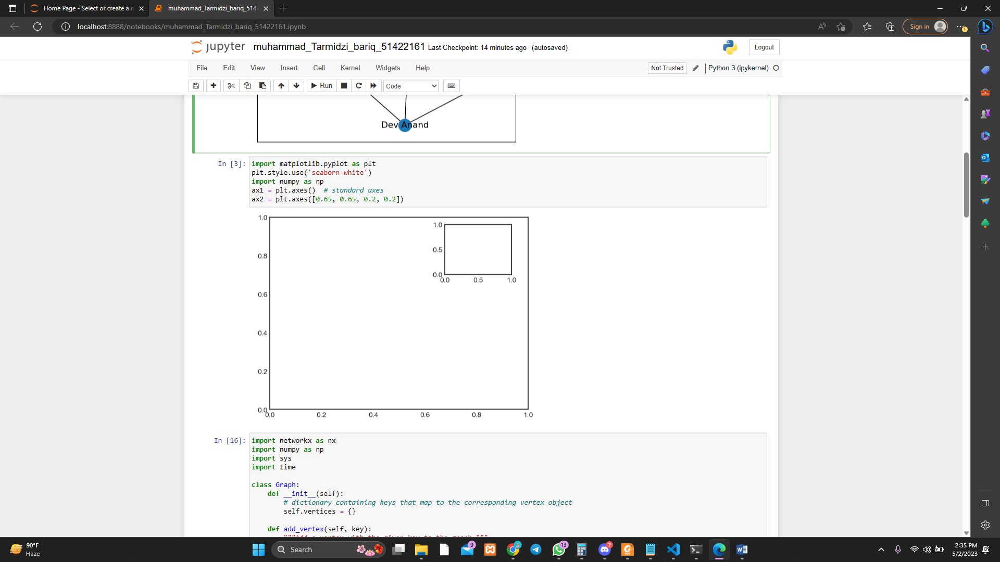 Home Page - Select or create a n
muhammad_Tarmidzi_bariq_5142
localhost:8888/notebooks/muhammad_Tarmidzi_bariq_51422161.ipynb
Sign in
jupyter muhammad_Tarmidzi_bariq_51422161 Last Checkpoint: 14 minutes ago (autosaved)
Logout
File Edit View Insert Cell Kernel Widgets Help
Not Trusted Python 3 (ipykernel)
Run Code
Dev Anand
In [3]: import matplotlib.pyplot as plt
plt.style.use('seaborn-white')
import numpy as np
ax1 = plt.axes()  # standard axes
ax2 = plt.axes([0.65, 0.65, 0.2, 0.2])
1.0
1.0
0.5
0.8
0.0
0.0 0.5 1.0
0.6
0.4
0.2
0.0
0.0 0.2 0.4 0.6 0.8 1.0
In [16]: import networkx as nx
import numpy as np
import sys
import time
class Graph:
    def __init__(self):
        # dictionary containing keys that map to the corresponding vertex object
        self.vertices = {}
    def add_vertex(self, key):
        """Add a vertex with the given key to the graph."""
90°F
Haze
Search
9
5
13
7
2:35 PM
5/2/2023